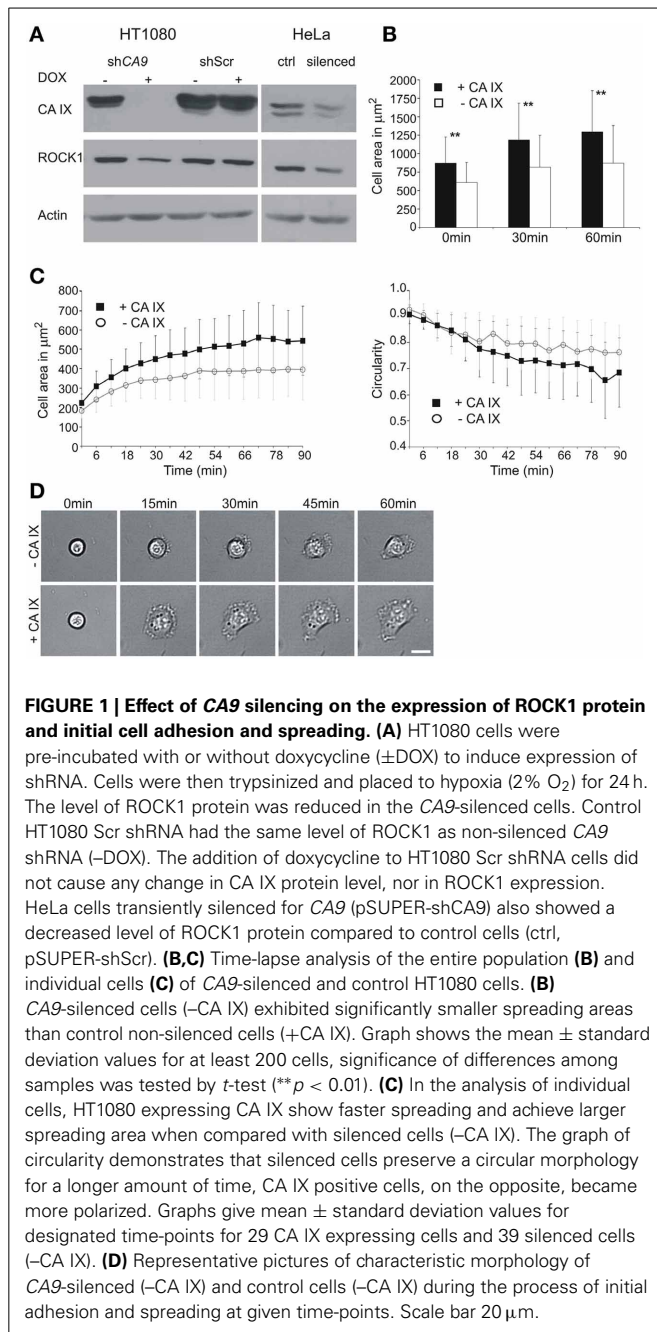 A
HT1080
HeLa
shCA9
shScr
ctrl
silenced
DOX
-
+
-
+
CA IX
ROCK1
Actin
B
Cell area in µm²
2000
1750
1500
1250
1000
750
500
250
0
+ CA IX
- CA IX
**
**
**
0min
30min
60min
C
Cell area in µm²
800
700
600
500
400
300
200
100
0
+ CA IX
- CA IX
6 18 30 42 54 66 78 90
Time (min)
Circularity
1.0
0.9
0.8
0.7
0.6
0.5
0.4
+ CA IX
- CA IX
6 18 30 42 54 66 78 90
Time (min)
D
0min
15min
30min
45min
60min
- CA IX
+ CA IX
FIGURE 1 | Effect of CA9 silencing on the expression of ROCK1 protein
and initial cell adhesion and spreading. (A) HT1080 cells were
pre-incubated with or without doxycycline (±DOX) to induce expression of
shRNA. Cells were then trypsinized and placed to hypoxia (2% O₂) for 24 h.
The level of ROCK1 protein was reduced in the CA9-silenced cells. Control
HT1080 Scr shRNA had the same level of ROCK1 as non-silenced CA9
shRNA (–DOX). The addition of doxycycline to HT1080 Scr shRNA cells did
not cause any change in CA IX protein level, nor in ROCK1 expression.
HeLa cells transiently silenced for CA9 (pSUPER-shCA9) also showed a
decreased level of ROCK1 protein compared to control cells (ctrl,
pSUPER-shScr). (B,C) Time-lapse analysis of the entire population (B) and
individual cells (C) of CA9-silenced and control HT1080 cells. (B)
CA9-silenced cells (–CA IX) exhibited significantly smaller spreading areas
than control non-silenced cells (+CA IX). Graph shows the mean ± standard
deviation values for at least 200 cells, significance of differences among
samples was tested by t-test (**p < 0.01). (C) In the analysis of individual
cells, HT1080 expressing CA IX show faster spreading and achieve larger
spreading area when compared with silenced cells (–CA IX). The graph of
circularity demonstrates that silenced cells preserve a circular morphology
for a longer amount of time, CA IX positive cells, on the opposite, became
more polarized. Graphs give mean ± standard deviation values for
designated time-points for 29 CA IX expressing cells and 39 silenced cells
(–CA IX). (D) Representative pictures of characteristic morphology of
CA9-silenced (–CA IX) and control cells (–CA IX) during the process of initial
adhesion and spreading at given time-points. Scale bar 20 µm.